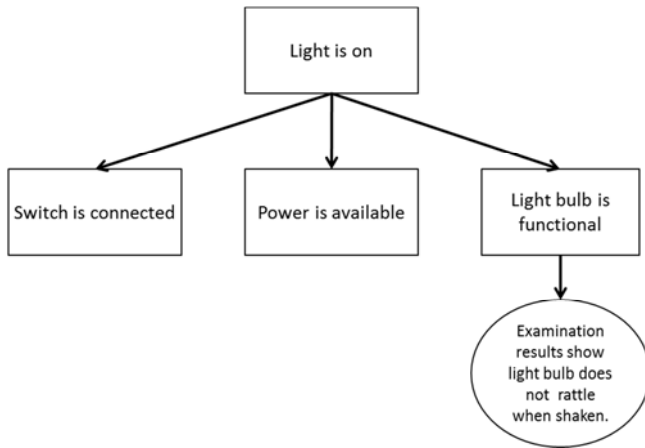 Light is on
Switch is connected
Power is available
Light bulb is
functional
Examination
results show
light bulb does
not rattle
when shaken.